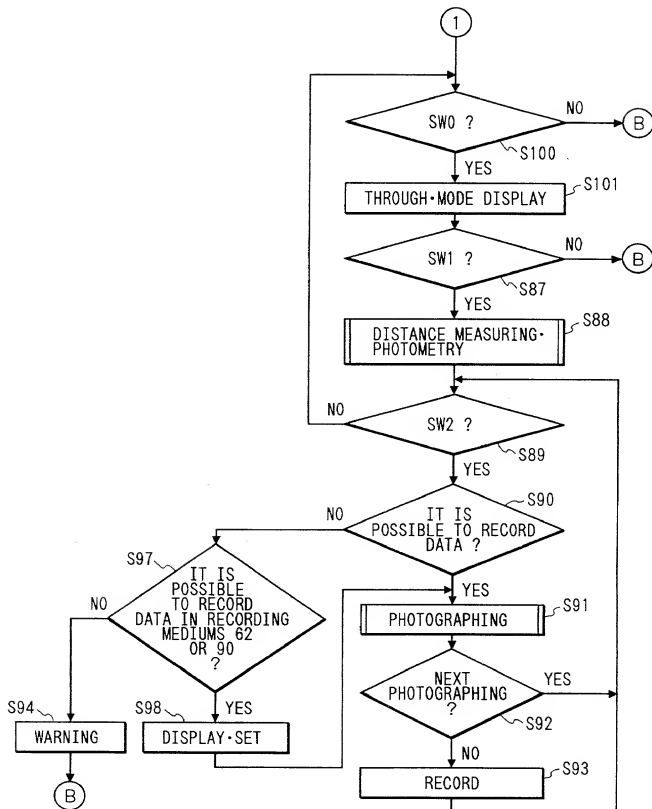 1
SW0 ?
NO
B
S100
YES
THROUGH·MODE DISPLAY
S101
SW1 ?
NO
B
S87
YES
DISTANCE MEASURING·
PHOTOMETRY
S88
NO
SW2 ?
S89
YES
S90
NO
IT IS
POSSIBLE TO RECORD
DATA ?
S97
IT IS
POSSIBLE
TO RECORD
DATA IN RECORDING
MEDIUMS 62
OR 90
?
NO
YES
PHOTOGRAPHING
S91
NEXT
PHOTOGRAPHING
?
YES
S92
S94
WARNING
S98
YES
DISPLAY·SET
NO
B
RECORD
S93